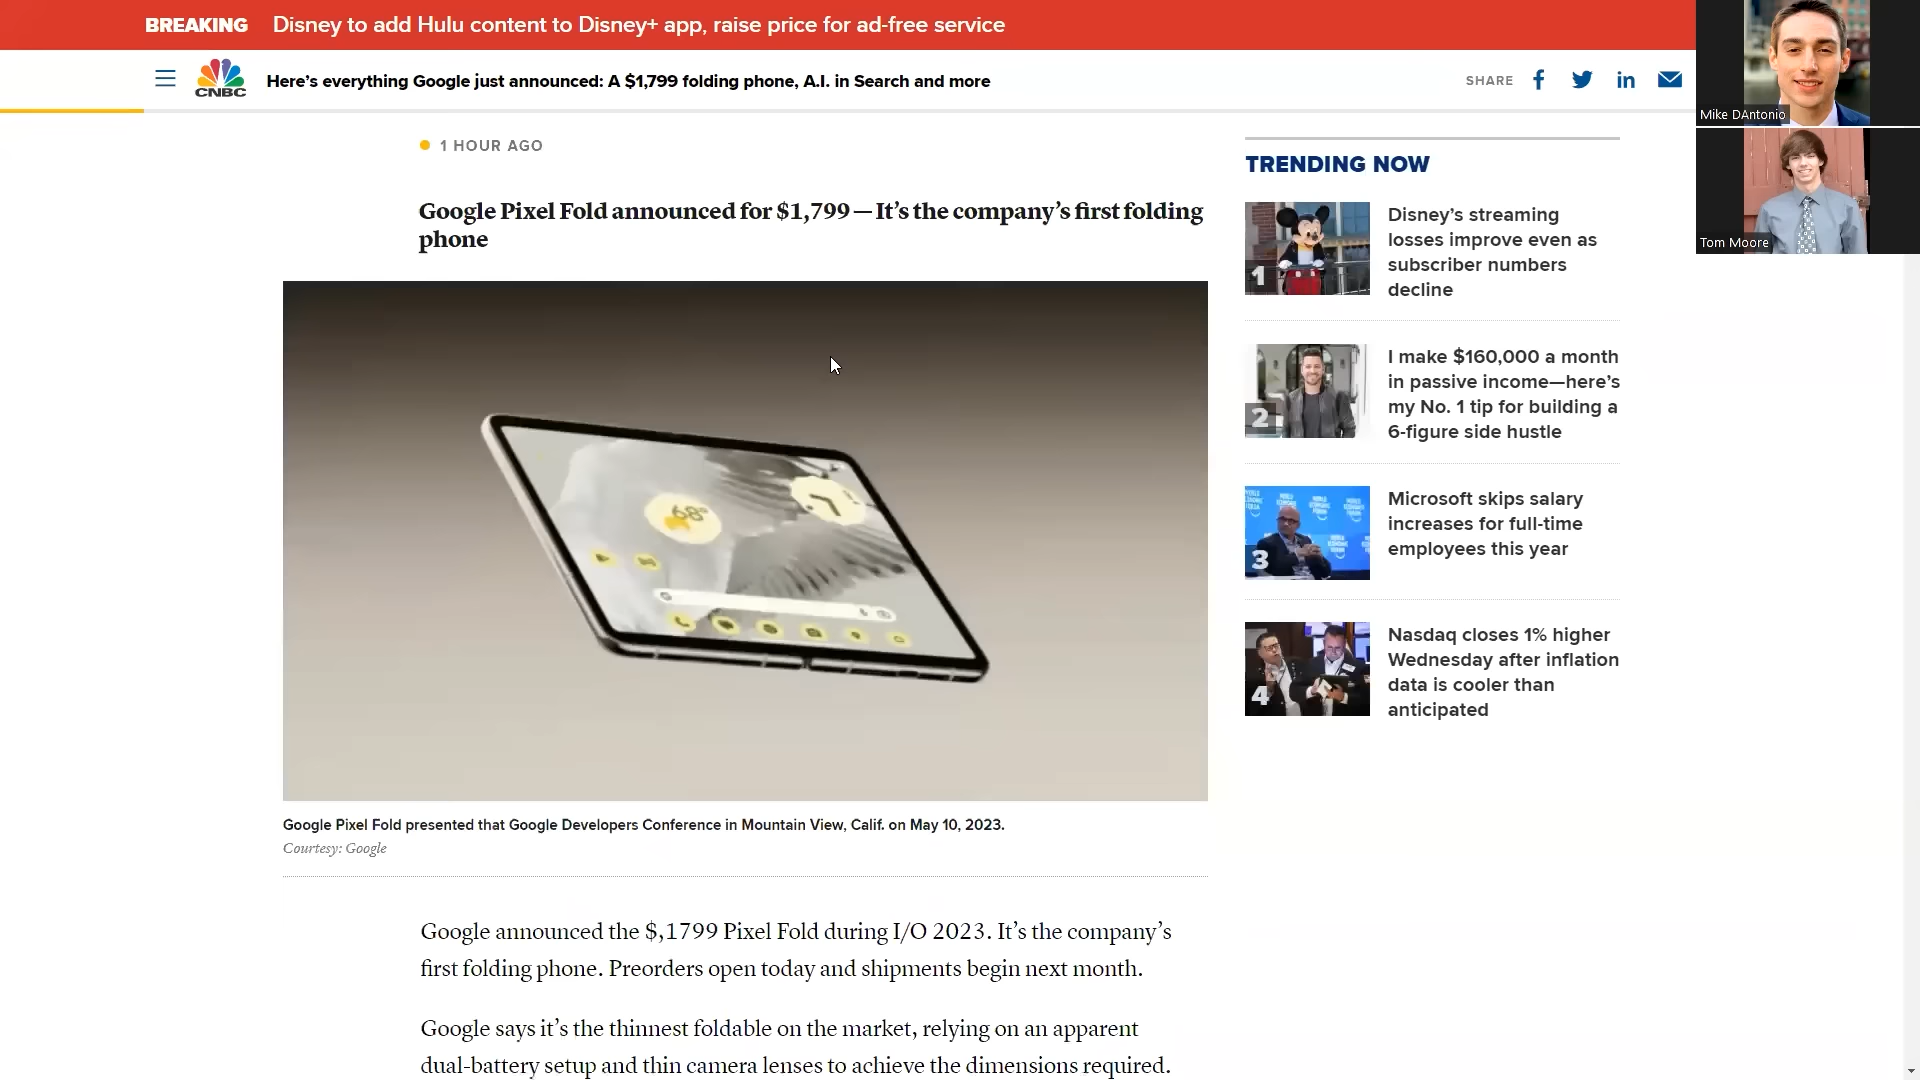 BREAKING Disney to add Hulu content to Disney+ app, raise price for ad-free service
CNBC
Here’s everything Google just announced: A $1,799 folding phone, A.I. in Search and more
SHARE
Mike DAntonio
Tom Moore
1 HOUR AGO
Google Pixel Fold announced for $1,799 — It’s the company’s first folding
phone
68°
Google Pixel Fold presented that Google Developers Conference in Mountain View, Calif. on May 10, 2023.
Courtesy: Google
Google announced the $,1799 Pixel Fold during I/O 2023. It’s the company’s
first folding phone. Preorders open today and shipments begin next month.
Google says it’s the thinnest foldable on the market, relying on an apparent
dual-battery setup and thin camera lenses to achieve the dimensions required.
TRENDING NOW
1
Disney’s streaming
losses improve even as
subscriber numbers
decline
2
I make $160,000 a month
in passive income—here’s
my No. 1 tip for building a
6-figure side hustle
3
Microsoft skips salary
increases for full-time
employees this year
4
Nasdaq closes 1% higher
Wednesday after inflation
data is cooler than
anticipated